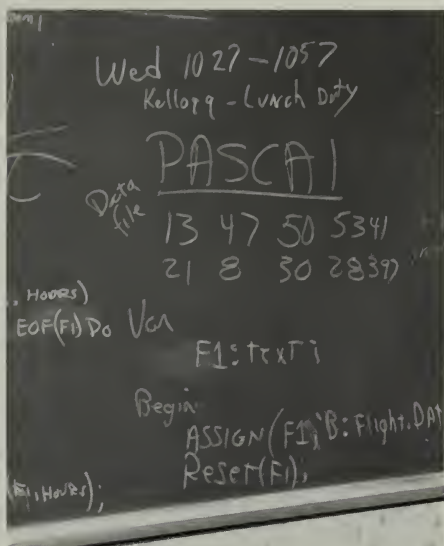 Wed 1027-1057
Kellogg - Lunch Duty
PASCAl
Data file
13 47 50 5341
21 8 30 28397
Hours)
EOF(F1) Do Var
F1: text;
Begin
ASSIGN(F1,'B:Flight.DAT
Reset(F1);
, Hours);